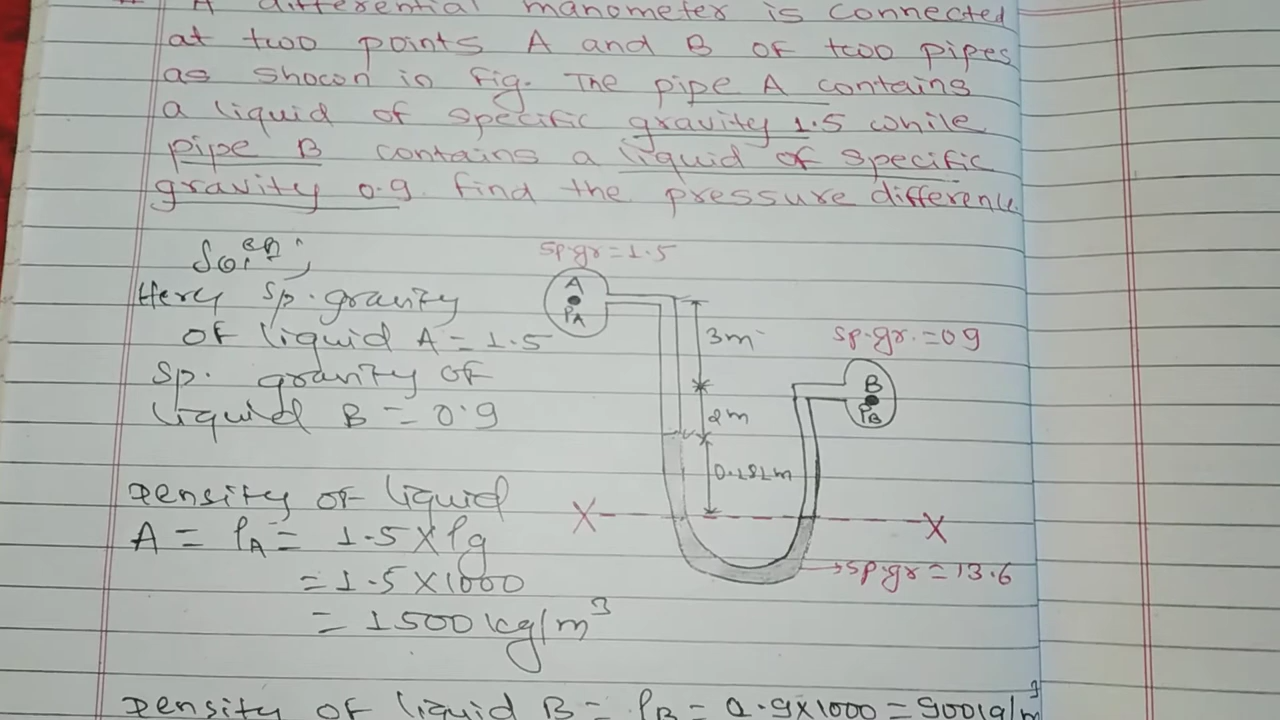 A differential manometer is connected
at two points A and B of two pipes
as shown in fig. The pipe A contains
a liquid of specific gravity 1.5 while
pipe B contains a liquid of specific
gravity 0.9. find the pressure difference
Sol^en;
Here sp. gravity
of liquid A = 1.5
Sp. gravity of
liquid B = 0.9
Sp.gr = 1.5
A
PA
3m
Sp.gr. = 0.9
B
PB
2m
X
X
sp.gr = 13.6
Density of liquid
A = ρA = 1.5 × ρg
= 1.5 × 1000
= 1500 kg/m³
Density of liquid B = ρB = 0.9×1000 = 900 kg/m³